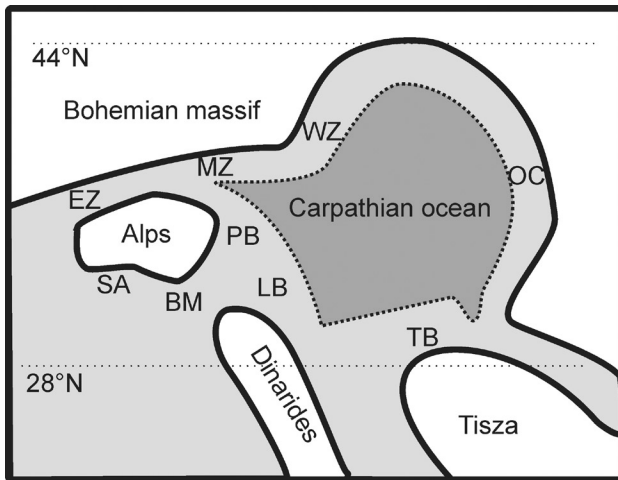 44°N
Bohemian massif
WZ
MZ
OC
EZ
Carpathian ocean
Alps
PB
SA
LB
BM
TB
28°N
Dinarides
Tisza